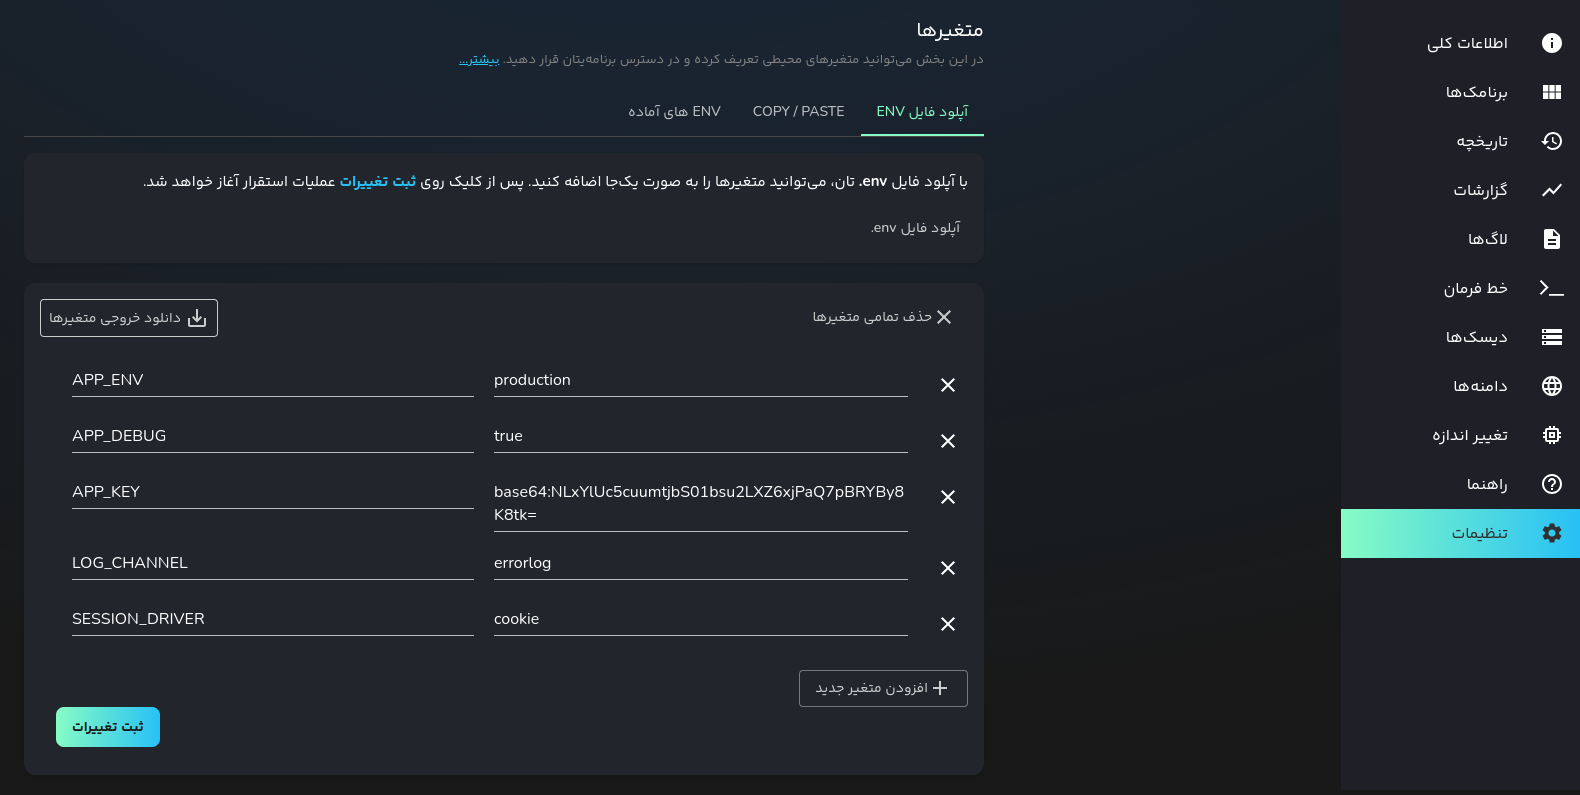 اطلاعات کلی
برنامک‌ها
تاریخچه
گزارشات
لاگ‌ها
خط فرمان
دیسک‌ها
دامنه‌ها
تغییر اندازه
راهنما
تنظیمات
متغیرها
در این بخش می‌توانید متغیرهای محیطی تعریف کرده و در دسترس برنامه‌یتان قرار دهید. بیشتر...
آپلود فایل ENV
COPY / PASTE
ENV های آماده
با آپلود فایل .env تان، می‌توانید متغیرها را به صورت یک‌جا اضافه کنید. پس از کلیک روی ثبت تغییرات عملیات استقرار آغاز خواهد شد.
آپلود فایل env.
حذف تمامی متغیرها
دانلود خروجی متغیرها
APP_ENV production
APP_DEBUG true
APP_KEY base64:NLxYlUc5cuumtjbS01bsu2LXZ6xjPaQ7pBRYBy8
K8tk=
LOG_CHANNEL errorlog
SESSION_DRIVER cookie
افزودن متغیر جدید
ثبت تغییرات